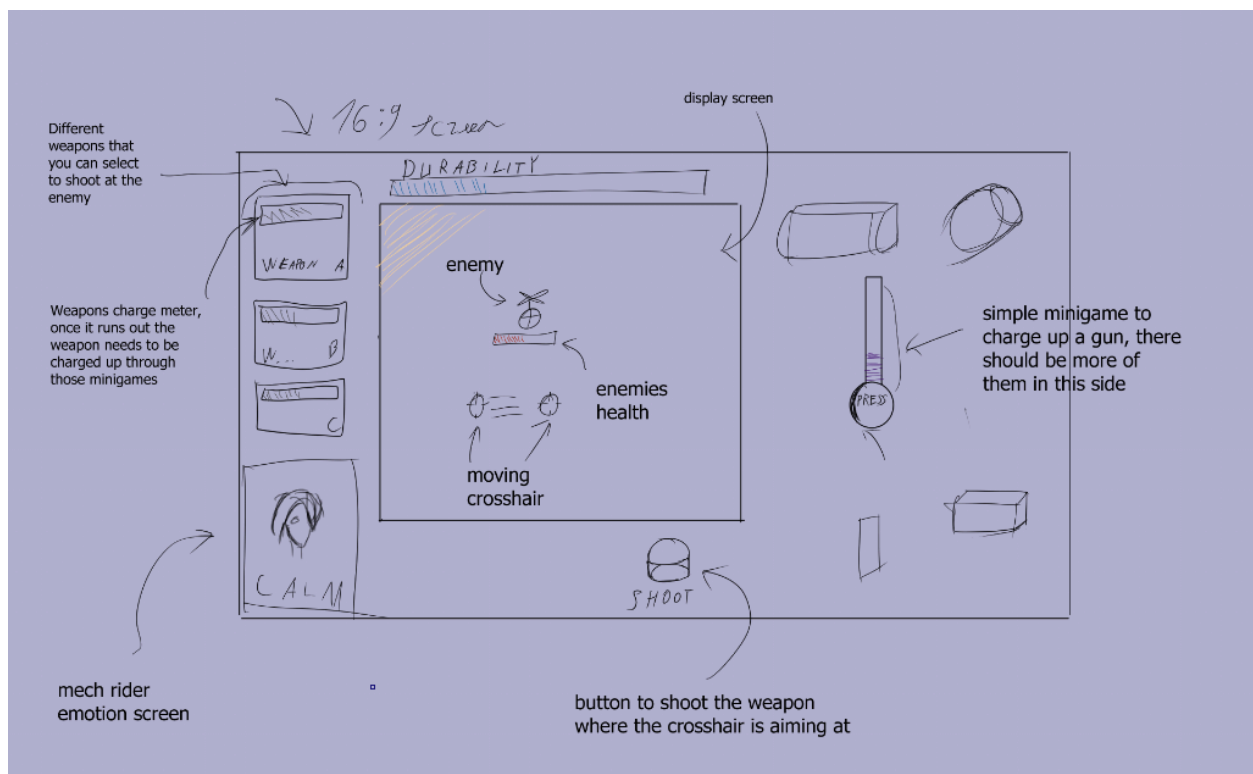 16:9 screen
display screen
Different
weapons that
you can select
to shoot at the
enemy
DURABILITY
WEAPON A
enemy
Weapons charge meter,
once it runs out the
weapon needs to be
charged up through
those minigames
W... B
simple minigame to
charge up a gun, there
should be more of
them in this side
enemies
health
C
PRESS
moving
crosshair
CALM
SHOOT
mech rider
emotion screen
button to shoot the weapon
where the crosshair is aiming at